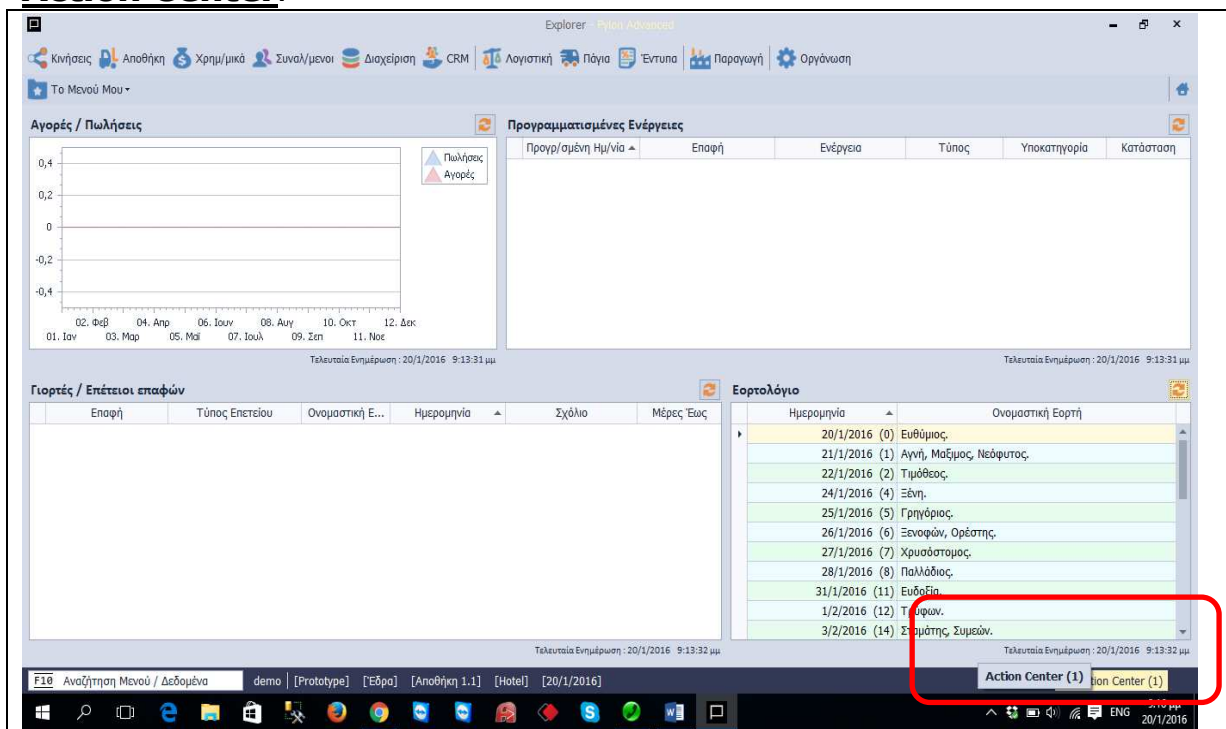 Action Center.
Explorer - Pylon Advanced
Κινήσεις Αποθήκη Χρημ/μικά Συναλ/μενοι Διαχείριση CRM Λογιστική Πάγια Έντυπα Παραγωγή Οργάνωση
Το Μενού Μου
Αγορές / Πωλήσεις
0,4
0,2
0
-0,2
-0,4
Πωλήσεις
Αγορές
02. Φεβ 04. Απρ 06. Ιουν 08. Αυγ 10. Οκτ 12. Δεκ
01. Ιαν 03. Μαρ 05. Μαϊ 07. Ιουλ 09. Σεπ 11. Νοε
Τελευταία Ενημέρωση : 20/1/2016 9:13:31 μμ
Προγραμματισμένες Ενέργειες
Προγρ/σμένη Ημ/νία Επαφή Ενέργεια Τύπος Υποκατηγορία Κατάσταση
Τελευταία Ενημέρωση : 20/1/2016 9:13:31 μμ
Γιορτές / Επέτειοι επαφών
Επαφή Τύπος Επετείου Ονομαστική Ε... Ημερομηνία Σχόλιο Μέρες Έως
Τελευταία Ενημέρωση : 20/1/2016 9:13:32 μμ
Εορτολόγιο
Ημερομηνία Ονομαστική Εορτή
20/1/2016 (0) Ευθύμιος.
21/1/2016 (1) Αγνή, Μαξιμος, Νεόφυτος.
22/1/2016 (2) Τιμόθεος.
24/1/2016 (4) Ξένη.
25/1/2016 (5) Γρηγόριος.
26/1/2016 (6) Ξενοφών, Ορέστης.
27/1/2016 (7) Χρυσόστομος.
28/1/2016 (8) Παλλάδιος.
31/1/2016 (11) Ευδοξία.
1/2/2016 (12) Τρύφων.
3/2/2016 (14) Σταμάτης, Συμεών.
Τελευταία Ενημέρωση : 20/1/2016 9:13:32 μμ
F10 Αναζήτηση Μενού / Δεδομένα demo [Prototype] [Έδρα] [Αποθήκη 1.1] [Hotel] [20/1/2016]
Action Center (1)
Center (1)
ENG
20/1/2016